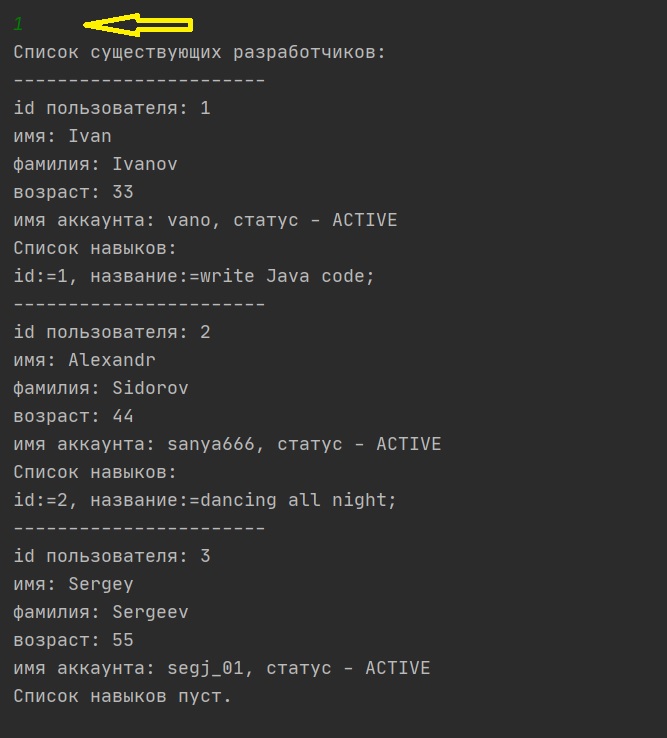 1
Список существующих разработчиков:
-----------------------
id пользователя: 1
имя: Ivan
фамилия: Ivanov
возраст: 33
имя аккаунта: vano, статус - ACTIVE
Список навыков:
id:=1, название:=write Java code;
-----------------------
id пользователя: 2
имя: Alexandr
фамилия: Sidorov
возраст: 44
имя аккаунта: sanya666, статус - ACTIVE
Список навыков:
id:=2, название:=dancing all night;
-----------------------
id пользователя: 3
имя: Sergey
фамилия: Sergeev
возраст: 55
имя аккаунта: segj_01, статус - ACTIVE
Список навыков пуст.